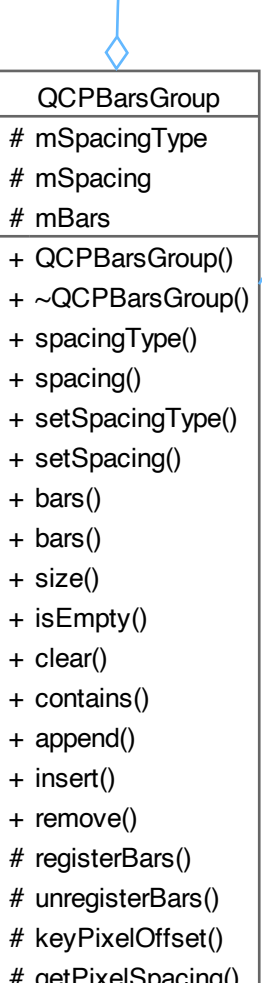 QCPBarsGroup
# mSpacingType
# mSpacing
# mBars
+ QCPBarsGroup()
+ ~QCPBarsGroup()
+ spacingType()
+ spacing()
+ setSpacingType()
+ setSpacing()
+ bars()
+ bars()
+ size()
+ isEmpty()
+ clear()
+ contains()
+ append()
+ insert()
+ remove()
# registerBars()
# unregisterBars()
# keyPixelOffset()
# getPixelSpacing()